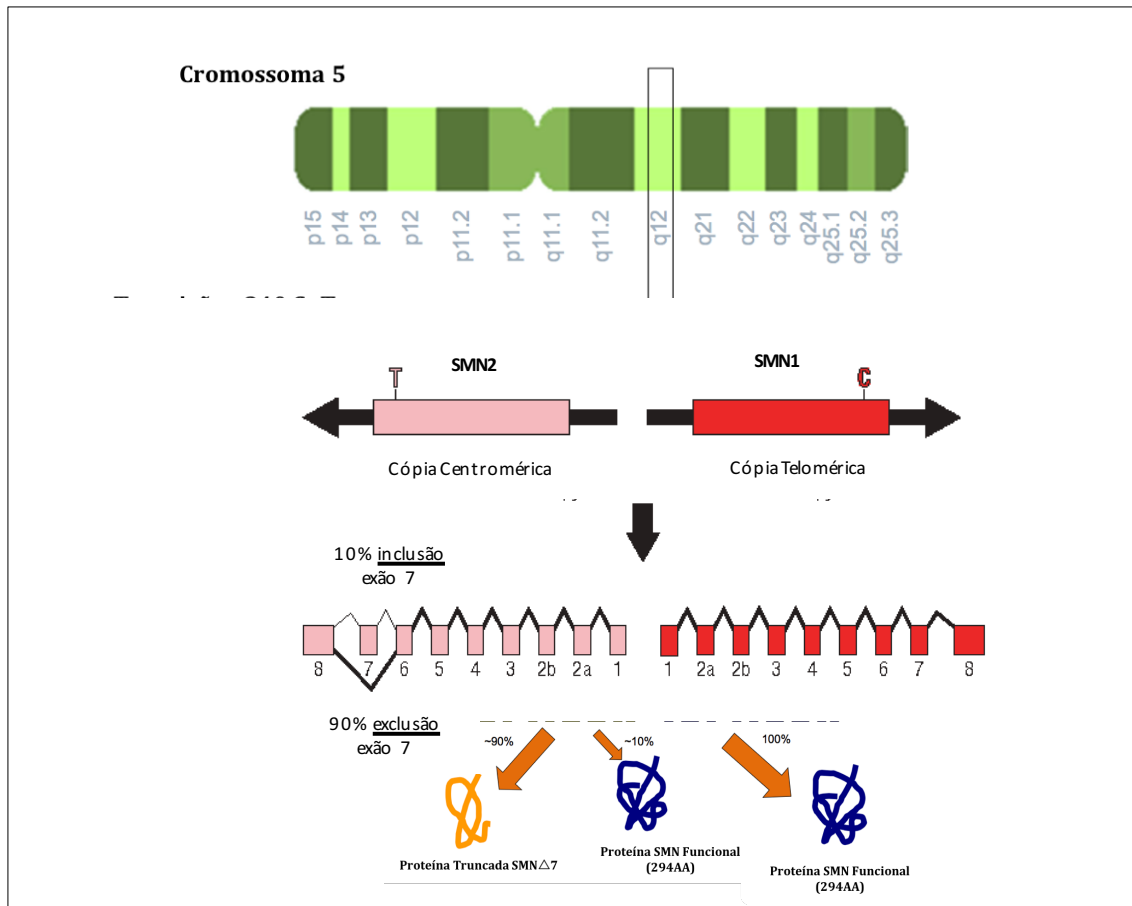 Cromossoma 5
p15 p14 p13 p12 p11.2 p11.1 q11.1 q11.2 q12 q21 q22 q23 q24 q25.1 q25.2 q25.3
SMN2 SMN1
T C
Cópia Centromérica Cópia Telomérica
10% inclusão
exão 7
8 7 6 5 4 3 2b 2a 1 1 2a 2b 3 4 5 6 7 8
90% exclusão
exão 7
~90% ~10% 100%
Proteína Truncada SMN△7
Proteína SMN Funcional
(294AA)
Proteína SMN Funcional
(294AA)